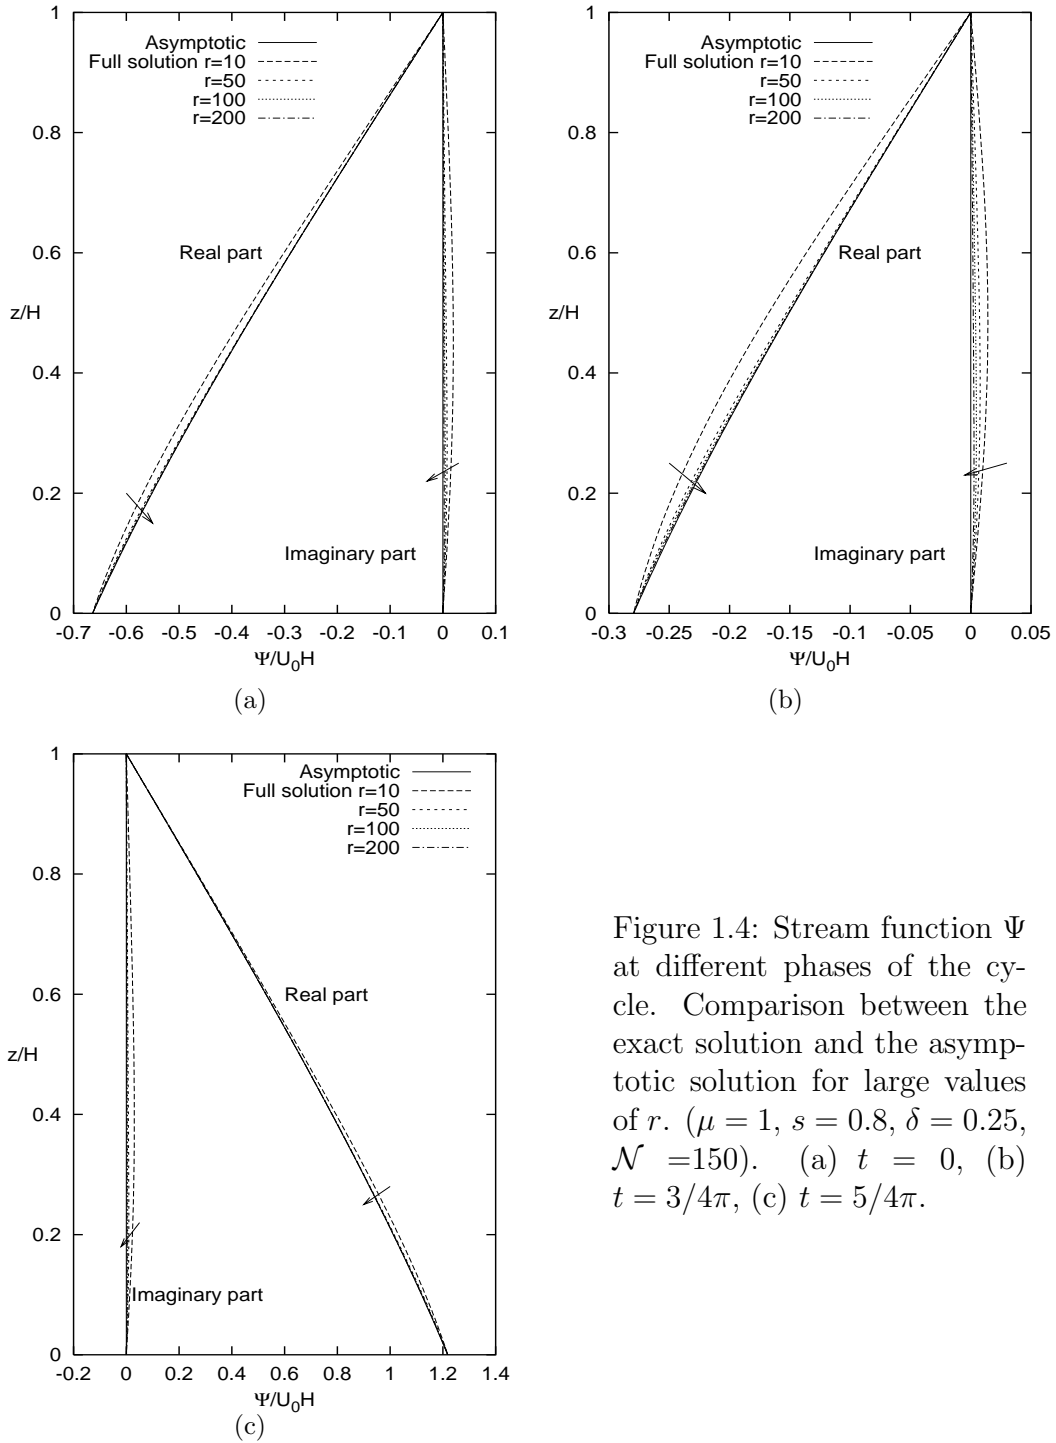 1
0.8
0.6
0.4
0.2
0
z/H
Asymptotic
Full solution r=10
r=50
r=100
r=200
Real part
Imaginary part
-0.7 -0.6 -0.5 -0.4 -0.3 -0.2 -0.1 0 0.1
Ψ/U₀H
(a)
1
0.8
0.6
0.4
0.2
0
z/H
Asymptotic
Full solution r=10
r=50
r=100
r=200
Real part
Imaginary part
-0.3 -0.25 -0.2 -0.15 -0.1 -0.05 0 0.05
Ψ/U₀H
(b)
1
0.8
0.6
0.4
0.2
0
z/H
Asymptotic
Full solution r=10
r=50
r=100
r=200
Real part
Imaginary part
-0.2 0 0.2 0.4 0.6 0.8 1 1.2 1.4
Ψ/U₀H
(c)
Figure 1.4: Stream function Ψ
at different phases of the cy-
cle. Comparison between the
exact solution and the asymp-
totic solution for large values
of r. (μ = 1, s = 0.8, δ = 0.25,
𝒩 =150). (a) t = 0, (b)
t = 3/4π, (c) t = 5/4π.